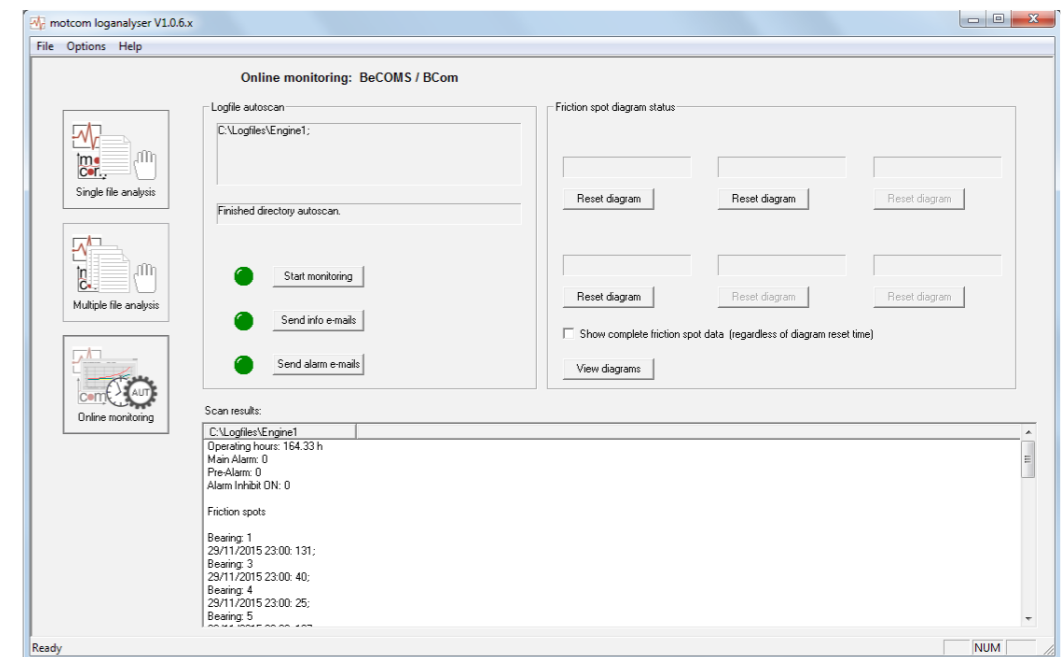 motcom loganalyser V1.0.6.x
File Options Help
Online monitoring: BeCOMS / BCom
Single file analysis
Multiple file analysis
AUT
Online monitoring
Logfile autoscan
C:\Logfiles\Engine1;
Finished directory autoscan.
Start monitoring
Send info e-mails
Send alarm e-mails
Friction spot diagram status
Reset diagram Reset diagram Reset diagram
Reset diagram Reset diagram Reset diagram
Show complete friction spot data (regardless of diagram reset time)
View diagrams
Scan results:
C:\Logfiles\Engine1
Operating hours: 164.33 h
Main Alarm: 0
Pre-Alarm: 0
Alarm Inhibit ON: 0
Friction spots
Bearing: 1
29/11/2015 23:00: 131;
Bearing: 3
29/11/2015 23:00: 40;
Bearing: 4
29/11/2015 23:00: 25;
Bearing: 5
Ready
NUM